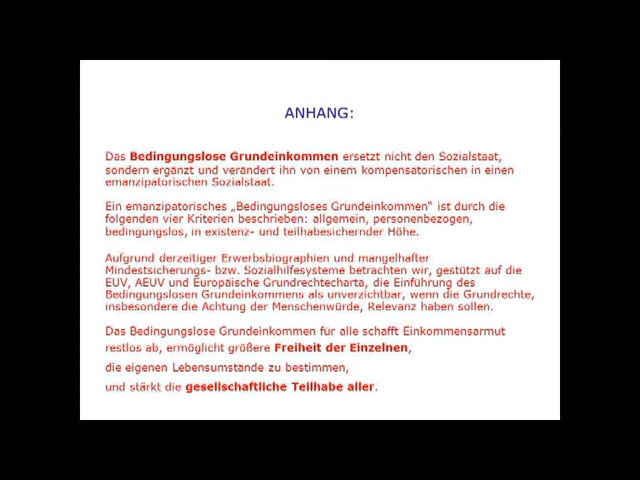 ANHANG:
Das Bedingungslose Grundeinkommen ersetzt nicht den Sozialstaat,
sondern ergänzt und verändert ihn von einem kompensatorischen in einen
emanzipatorischen Sozialstaat.
Ein emanzipatorisches „Bedingungsloses Grundeinkommen“ ist durch die
folgenden vier Kriterien beschrieben: allgemein, personenbezogen,
bedingungslos, in existenz- und teilhabesichernder Höhe.
Aufgrund derzeitiger Erwerbsbiographien und mangelhafter
Mindestsicherungs- bzw. Sozialhilfesysteme betrachten wir, gestützt auf die
EUV, AEUV und Europäische Grundrechtecharta, die Einführung des
Bedingungslosen Grundeinkommens als unverzichtbar, wenn die Grundrechte,
insbesondere die Achtung der Menschenwürde, Relevanz haben sollen.
Das Bedingungslose Grundeinkommen für alle schafft Einkommensarmut
restlos ab, ermöglicht größere Freiheit der Einzelnen,
die eigenen Lebensumstände zu bestimmen,
und stärkt die gesellschaftliche Teilhabe aller.